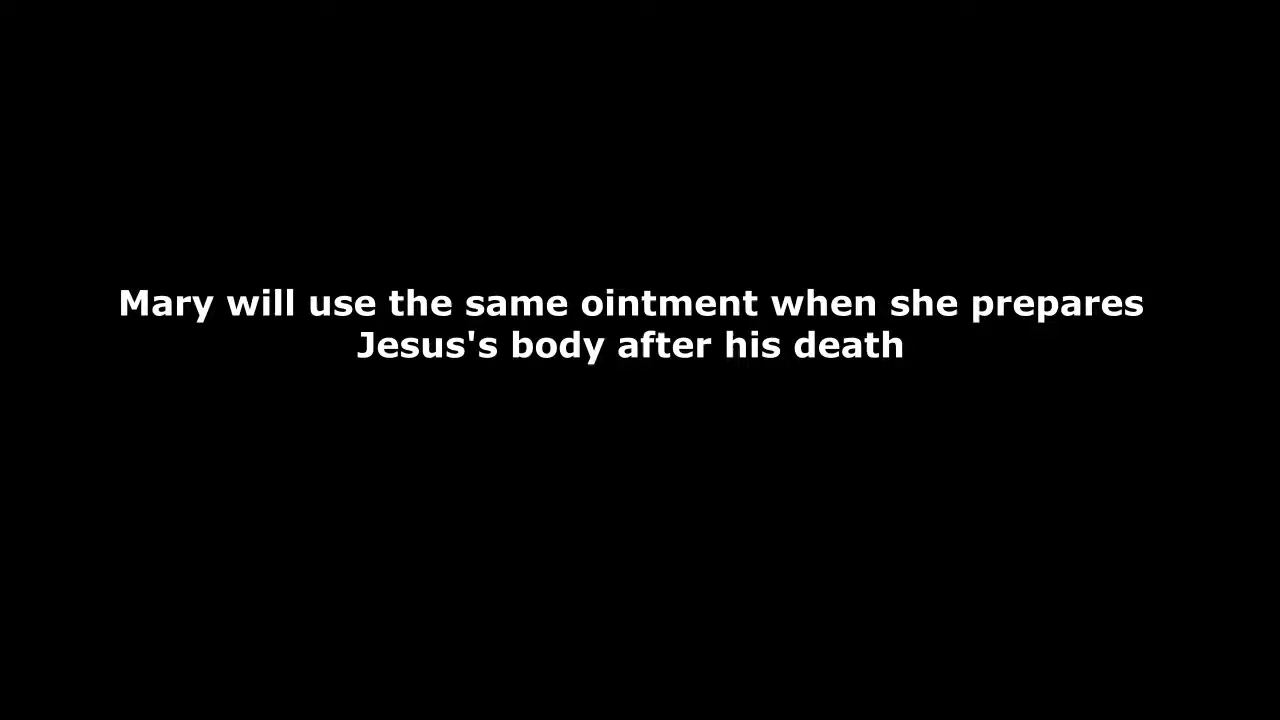 Mary will use the same ointment when she prepares
Jesus's body after his death